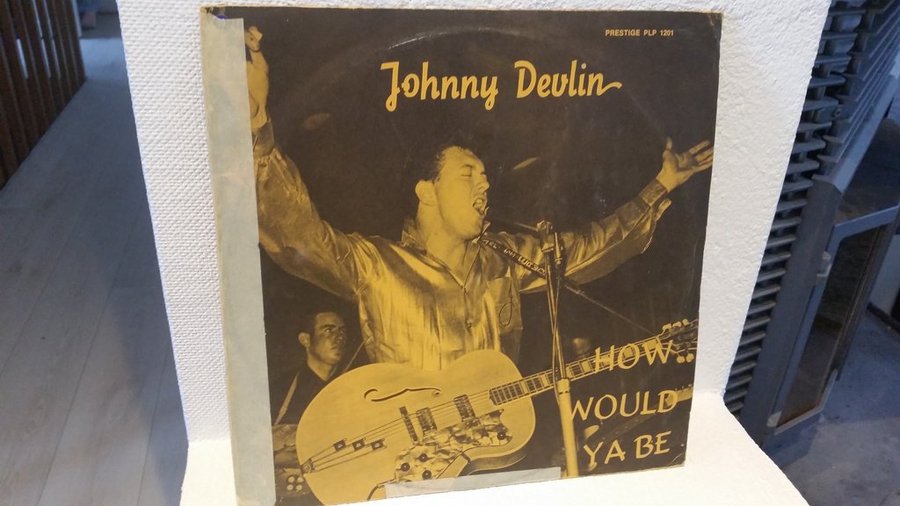 PRESTIGE PLP 1201
Johnny Devlin
HOW
WOULD
YA BE